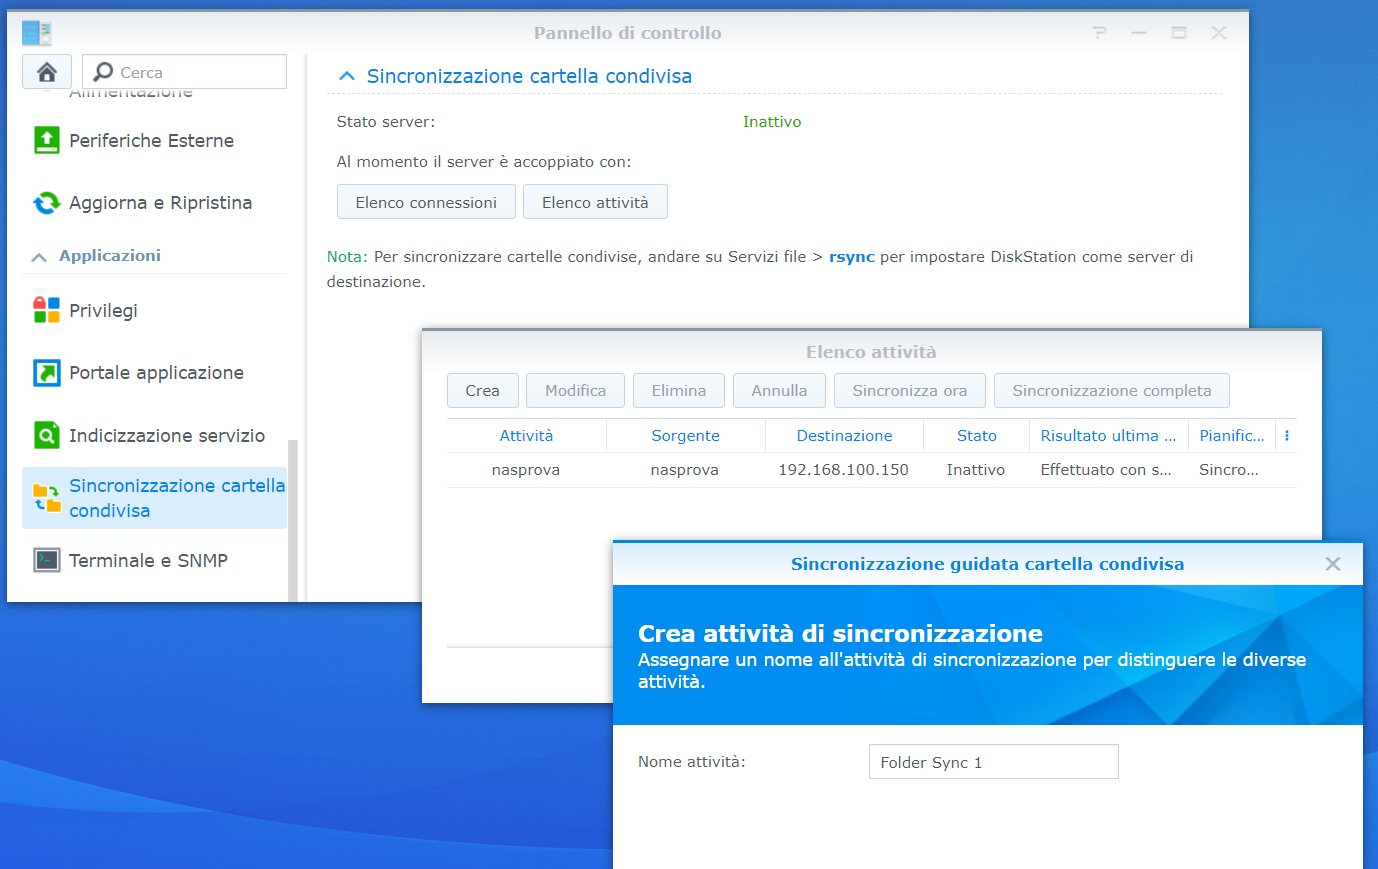 Pannello di controllo
Cerca
Alimentazione
Periferiche Esterne
Aggiorna e Ripristina
Applicazioni
Privilegi
Portale applicazione
Indicizzazione servizio
Sincronizzazione cartella
condivisa
Terminale e SNMP
Sincronizzazione cartella condivisa
Stato server: Inattivo
Al momento il server è accoppiato con:
Elenco connessioni Elenco attività
Nota: Per sincronizzare cartelle condivise, andare su Servizi file > rsync per impostare DiskStation come server di
destinazione.
Elenco attività
Crea Modifica Elimina Annulla Sincronizza ora Sincronizzazione completa
Attività Sorgente Destinazione Stato Risultato ultima ... Pianific...
nasprova nasprova 192.168.100.150 Inattivo Effettuato con s... Sincro...
Sincronizzazione guidata cartella condivisa
Crea attività di sincronizzazione
Assegnare un nome all'attività di sincronizzazione per distinguere le diverse
attività.
Nome attività: Folder Sync 1